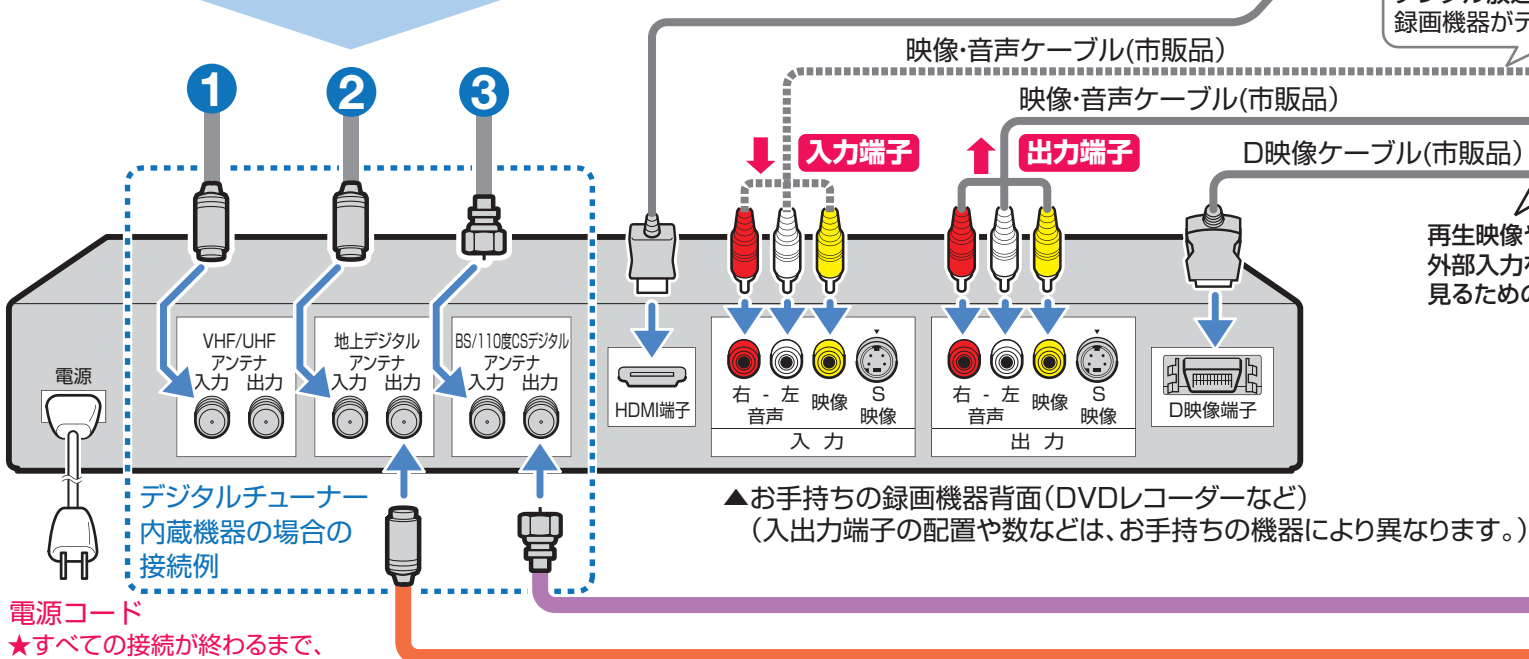 録画機器がテ
映像・音声ケーブル(市販品)
映像・音声ケーブル(市販品)
D映像ケーブル(市販品)
1
2
3
入力端子
出力端子
再生映像や
外部入力を
見るための
電源
VHF/UHF
アンテナ
入力 出力
地上デジタル
アンテナ
入力 出力
BS/110度CSデジタル
アンテナ
入力 出力
HDMI端子
右 - 左
音声
映像
S
映像
入 力
右 - 左
音声
映像
S
映像
出 力
D映像端子
デジタルチューナー
内蔵機器の場合の
接続例
▲お手持ちの録画機器背面(DVDレコーダーなど)
(入出力端子の配置や数などは、お手持ちの機器により異なります。)
電源コード
★すべての接続が終わるまで、